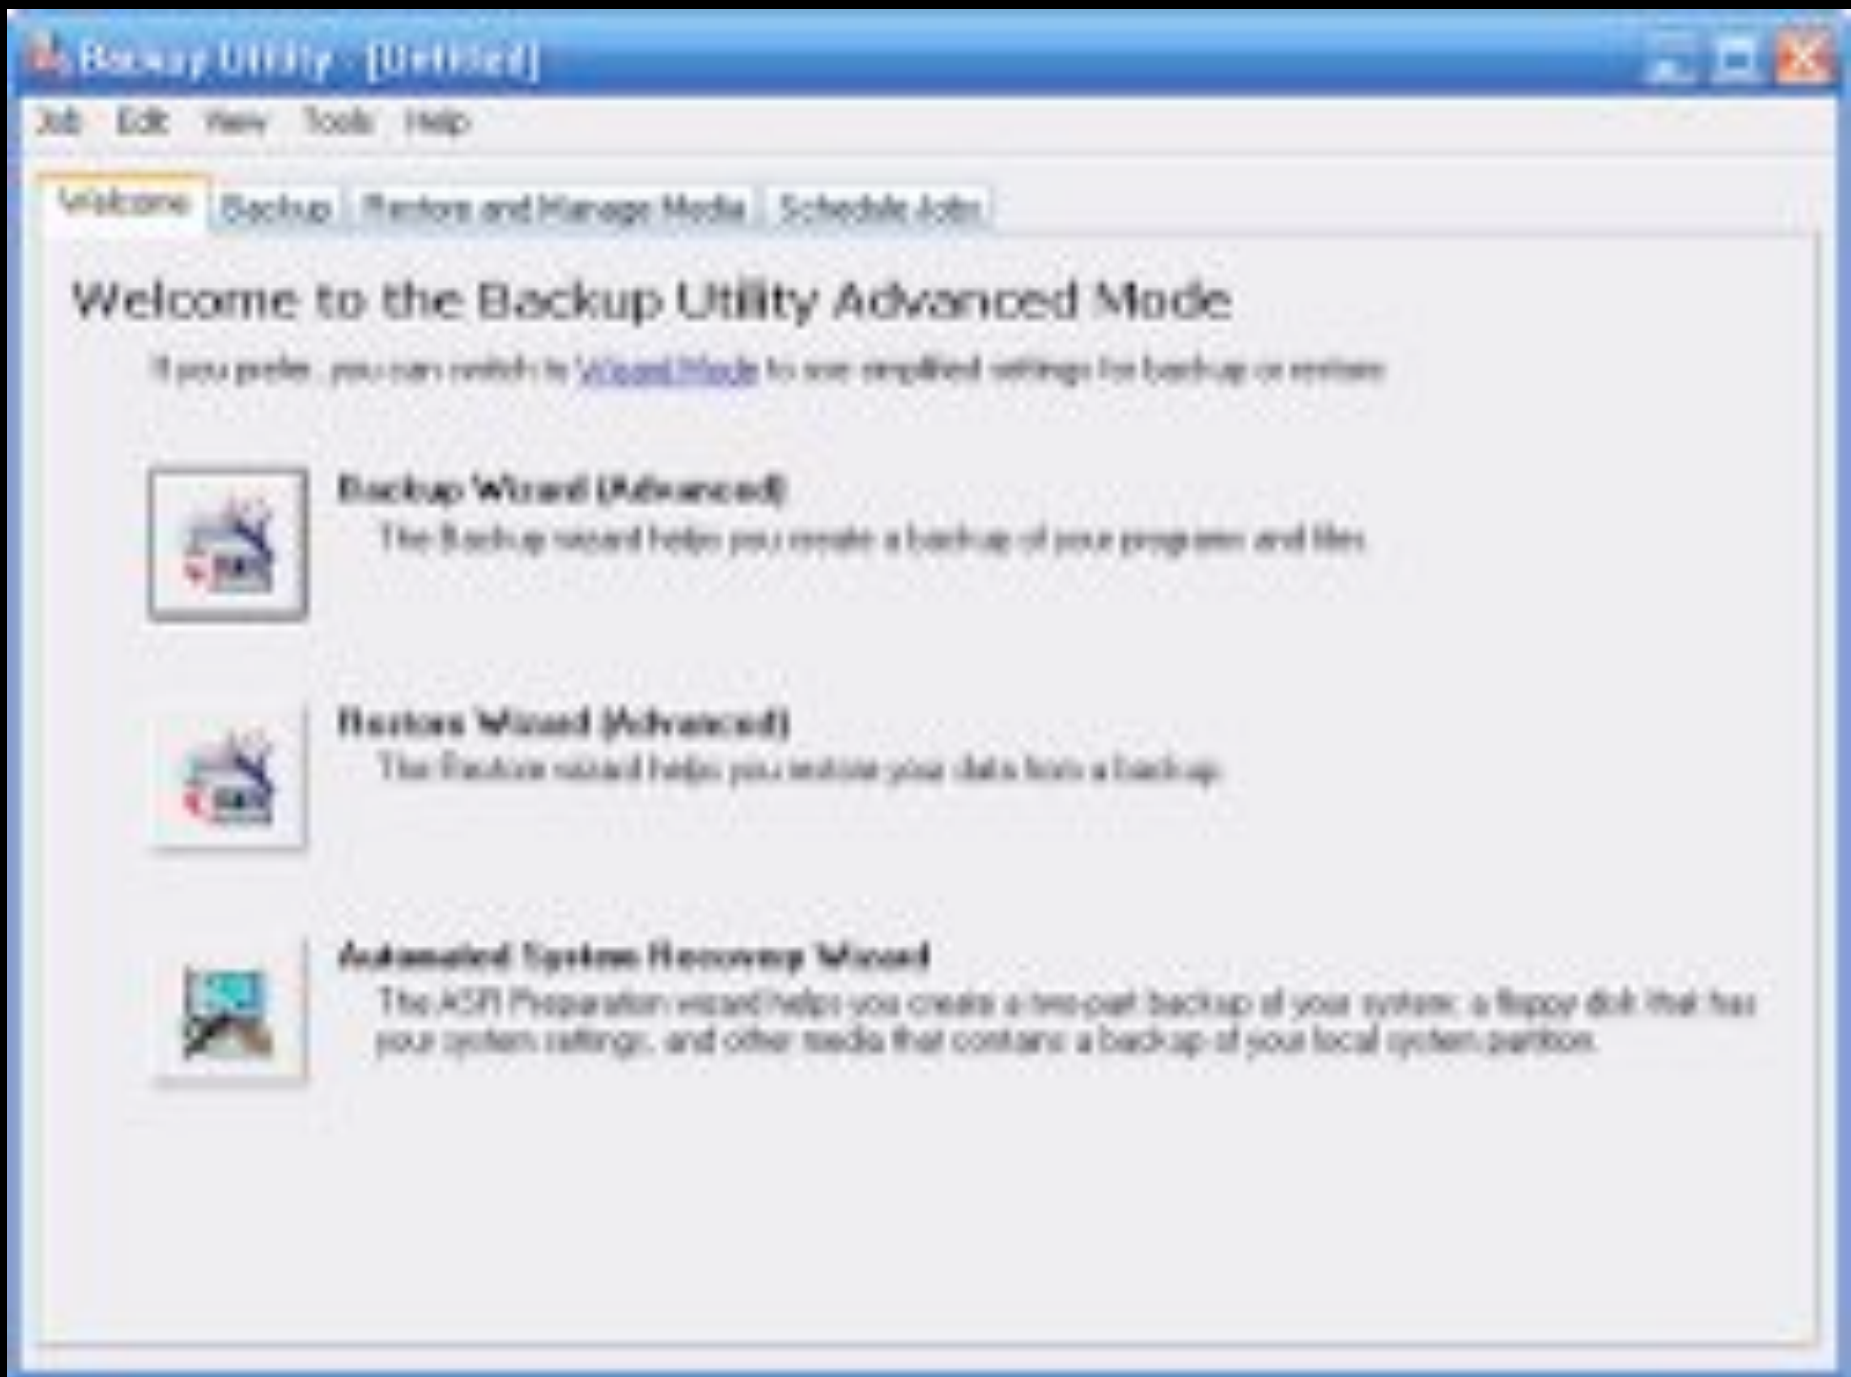 Backup Utility - [Untitled]
Job Edit View Tools Help
Welcome Backup Restore and Manage Media Schedule Jobs
Welcome to the Backup Utility Advanced Mode
If you prefer, you can switch to Wizard Mode to use simplified settings for backup or restore
Backup Wizard (Advanced)
The Backup wizard helps you create a backup of your programs and files.
Restore Wizard (Advanced)
The Restore wizard helps you restore your data from a backup.
Automated System Recovery Wizard
The ASR Preparation wizard helps you create a two-part backup of your system: a floppy disk that has
your system settings, and other media that contains a backup of your local system partition.